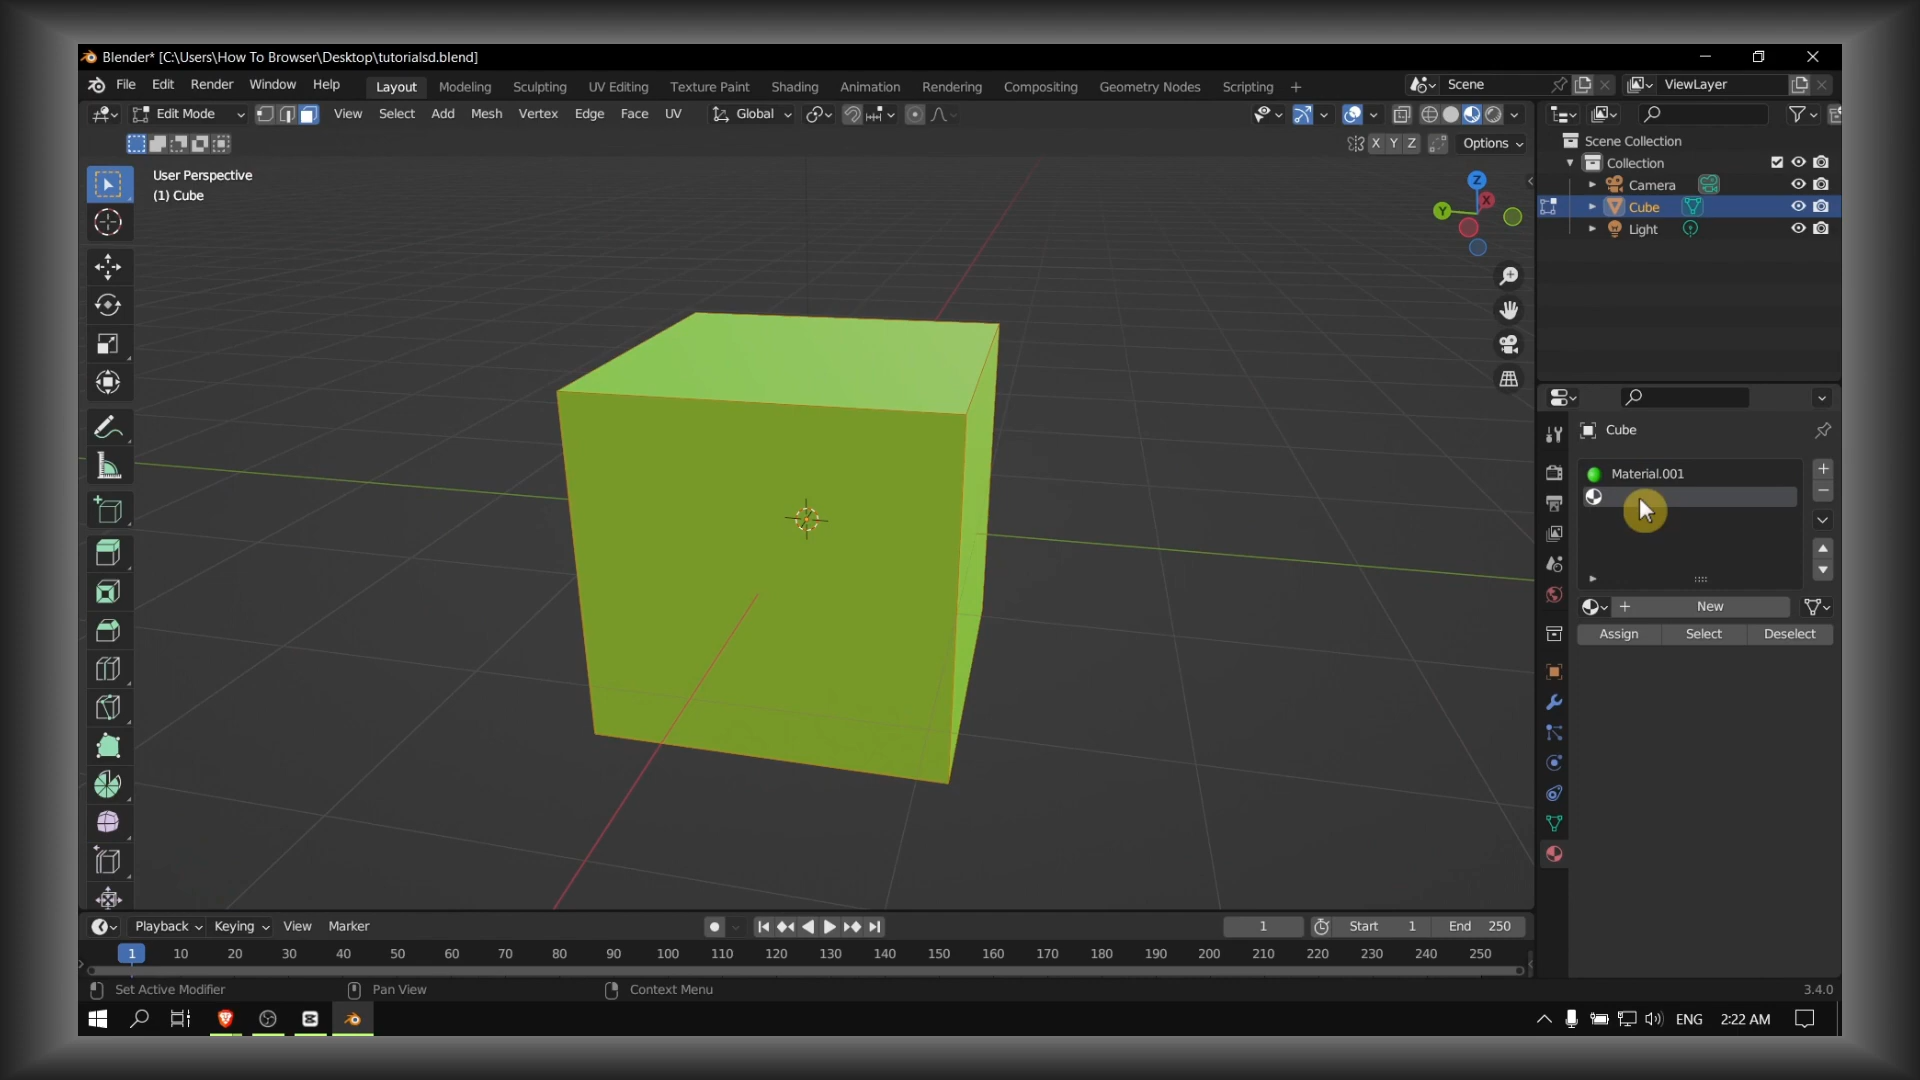 Blender* [C:\Users\How To Browser\Desktop\tutorialsd.blend]
File Edit Render Window Help Layout Modeling Sculpting UV Editing Texture Paint Shading Animation Rendering Compositing Geometry Nodes Scripting + Scene ViewLayer
Edit Mode View Select Add Mesh Vertex Edge Face UV Global
X Y Z Options
User Perspective
(1) Cube
Z
X
Y
Scene Collection
Collection
Camera
Cube
Light
Cube
Material.001
+ New
Assign Select Deselect
Playback Keying View Marker 1 Start 1 End 250
1 10 20 30 40 50 60 70 80 90 100 110 120 130 140 150 160 170 180 190 200 210 220 230 240 250
Set Active Modifier Pan View Context Menu 3.4.0
ENG 2:22 AM